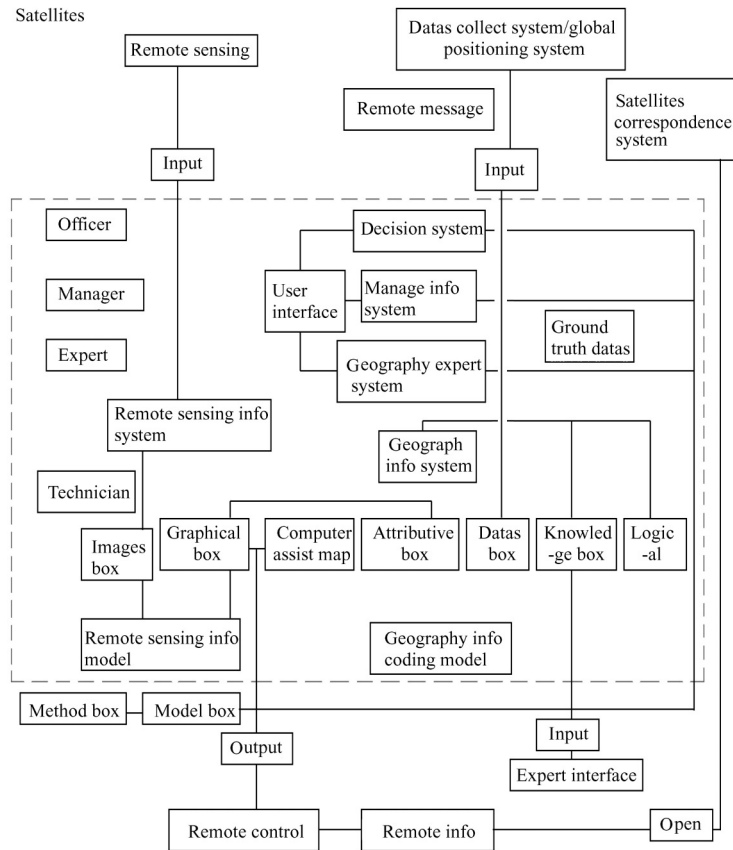 Satellites
Remote sensing
Datas collect system/global
positioning system
Remote message
Satellites
correspondence
system
Input
Input
Officer
Decision system
Manager
User
interface
Manage info
system
Ground
truth datas
Expert
Geography expert
system
Remote sensing info
system
Geograph
info system
Technician
Images
box
Graphical
box
Computer
assist map
Attributive
box
Datas
box
Knowled
-ge box
Logic
-al
Remote sensing info
model
Geography info
coding model
Method box
Model box
Output
Input
Expert interface
Remote control
Remote info
Open